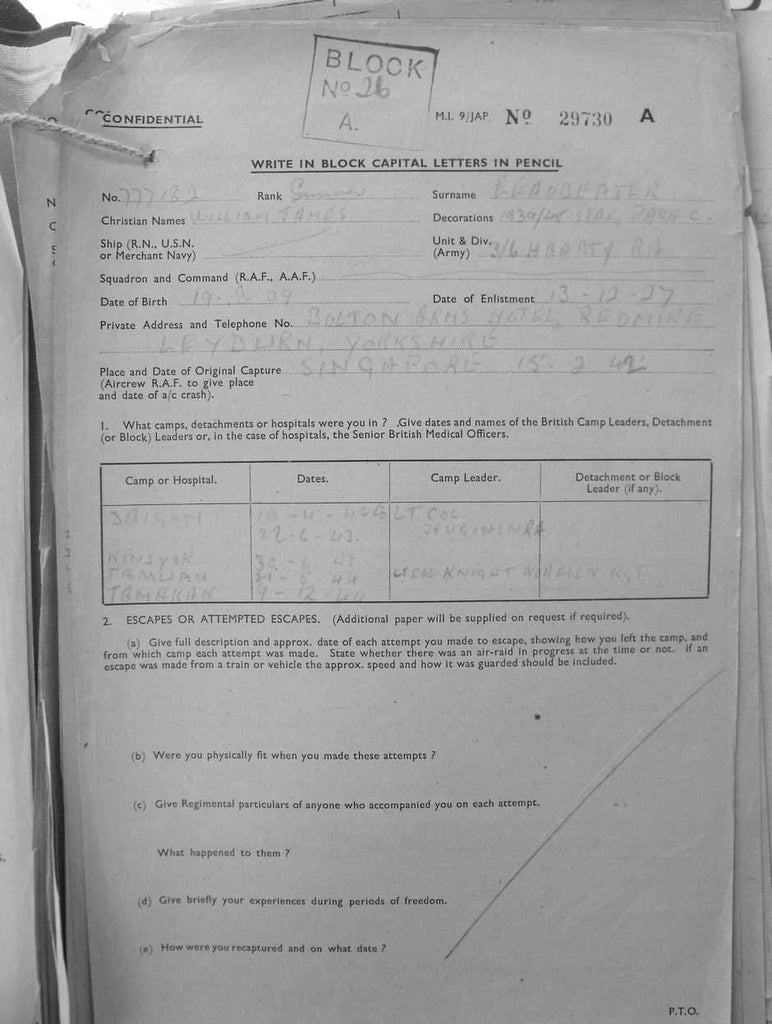 BLOCK
No 26
A.
CONFIDENTIAL
M.I. 9/JAP. No 29730 A
WRITE IN BLOCK CAPITAL LETTERS IN PENCIL
No. 777182 Rank Gunner Surname LEADBEATER
Christian Names WILLIAM JAMES Decorations 1939/45 STAR, PACIFIC
Ship (R.N., U.S.N.
or Merchant Navy)
Unit & Div.
(Army) RA
Squadron and Command (R.A.F., A.A.F.)
Date of Birth 19-8-09 Date of Enlistment 13-12-27
Private Address and Telephone No. BOLTON ARMS HOTEL, REDMIRE
LEYBURN, YORKSHIRE.
Place and Date of Original Capture SINGAPORE 15 2 42
(Aircrew R.A.F. to give place
and date of a/c crash).
1. What camps, detachments or hospitals were you in ? Give dates and names of the British Camp Leaders, Detachment
(or Block) Leaders or, in the case of hospitals, the Senior British Medical Officers.
Camp or Hospital. Dates. Camp Leader. Detachment or Block
Leader (if any).
SAIGON LT. COL
22-6-43.
KINSYOK
TAMUAN LT COL KNIGHT NORFOLK RGT
TAMAKAN 9-12-44
2. ESCAPES OR ATTEMPTED ESCAPES. (Additional paper will be supplied on request if required).
(a) Give full description and approx. date of each attempt you made to escape, showing how you left the camp, and
from which camp each attempt was made. State whether there was an air-raid in progress at the time or not. If an
escape was made from a train or vehicle the approx. speed and how it was guarded should be included.
(b) Were you physically fit when you made these attempts ?
(c) Give Regimental particulars of anyone who accompanied you on each attempt.
What happened to them ?
(d) Give briefly your experiences during periods of freedom.
(e) How were you recaptured and on what date ?
P.T.O.